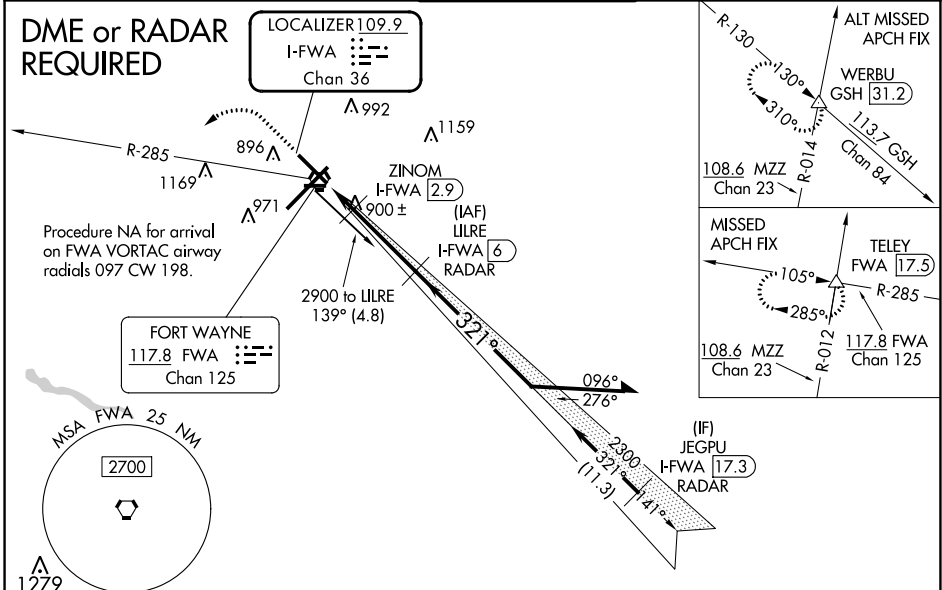 DME or RADAR
REQUIRED
LOCALIZER 109.9
I-FWA
Chan 36
992
1159
896
R-285
1169
971
ZINOM
I-FWA 2.9
900 ±
(IAF)
LILRE
I-FWA 6
RADAR
Procedure NA for arrival
on FWA VORTAC airway
radials 097 CW 198.
2900 to LILRE
139° (4.8)
321°
FORT WAYNE
117.8 FWA
Chan 125
096°
276°
(IF)
JEGPU
I-FWA 17.3
RADAR
2300
321°
(11.3)
141°
MSA FWA 25 NM
2700
1279
ALT MISSED
APCH FIX
R-130
130°
WERBU
GSH 31.2
310°
113.7 GSH
Chan 84
R-014
108.6 MZZ
Chan 23
MISSED
APCH FIX
TELEY
FWA 17.5
105°
R-285
285°
R-012
108.6 MZZ
Chan 23
117.8 FWA
Chan 125